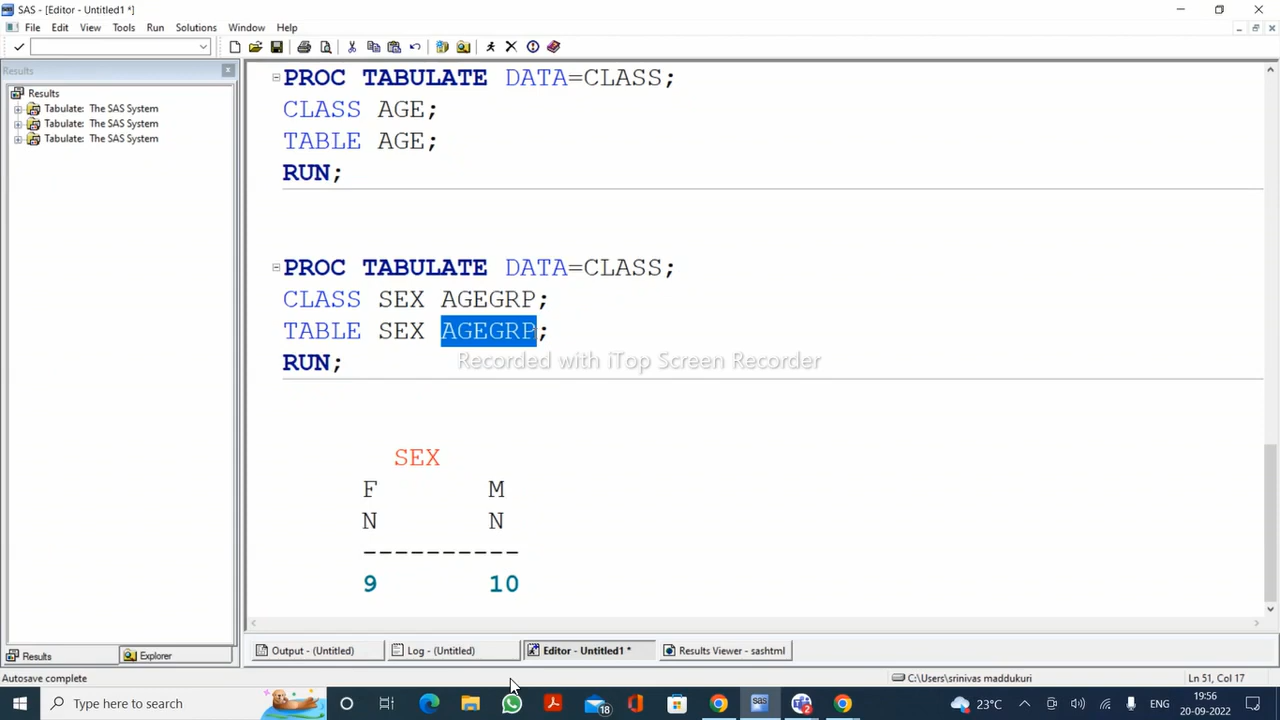 SAS - [Editor - Untitled1 *]
File Edit View Tools Run Solutions Window Help
Results
Results
Tabulate: The SAS System
Tabulate: The SAS System
Tabulate: The SAS System
PROC TABULATE DATA=CLASS;
CLASS AGE;
TABLE AGE;
RUN;
PROC TABULATE DATA=CLASS;
CLASS SEX AGEGRP;
TABLE SEX AGEGRP;
RUN;
Recorded with iTop Screen Recorder
SEX
F M
N N
----------
9 10
Results Explorer
Output - (Untitled) Log - (Untitled) Editor - Untitled1 * Results Viewer - sashtml
Autosave complete C:\Users\srinivas maddukuri Ln 51, Col 17
Type here to search 18 sas 2 23°C ENG 19:56
20-09-2022